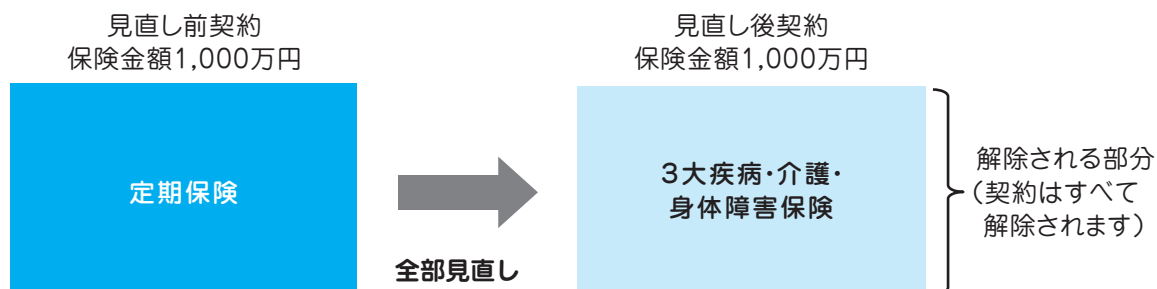 見直し前契約
保険金額1,000万円
定期保険
全部見直し
見直し後契約
保険金額1,000万円
3大疾病・介護・
身体障害保険
解除される部分
(契約はすべて
解除されます)